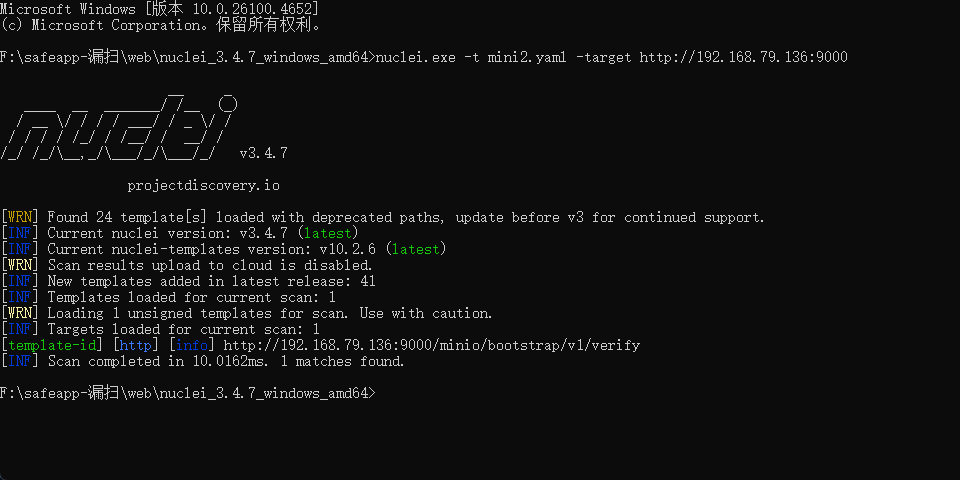 Microsoft Windows [版本 10.0.26100.4652]
(c) Microsoft Corporation。保留所有权利。
F:\safeapp-漏扫\web\nuclei_3.4.7_windows_amd64>nuclei.exe -t mini2.yaml -target http://192.168.79.136:9000
nuclei v3.4.7
projectdiscovery.io
[WRN] Found 24 template[s] loaded with deprecated paths, update before v3 for continued support.
[INF] Current nuclei version: v3.4.7 (latest)
[INF] Current nuclei-templates version: v10.2.6 (latest)
[WRN] Scan results upload to cloud is disabled.
[INF] New templates added in latest release: 41
[INF] Templates loaded for current scan: 1
[WRN] Loading 1 unsigned templates for scan. Use with caution.
[INF] Targets loaded for current scan: 1
[template-id] [http] [info] http://192.168.79.136:9000/minio/bootstrap/v1/verify
[INF] Scan completed in 10.0162ms. 1 matches found.
F:\safeapp-漏扫\web\nuclei_3.4.7_windows_amd64>